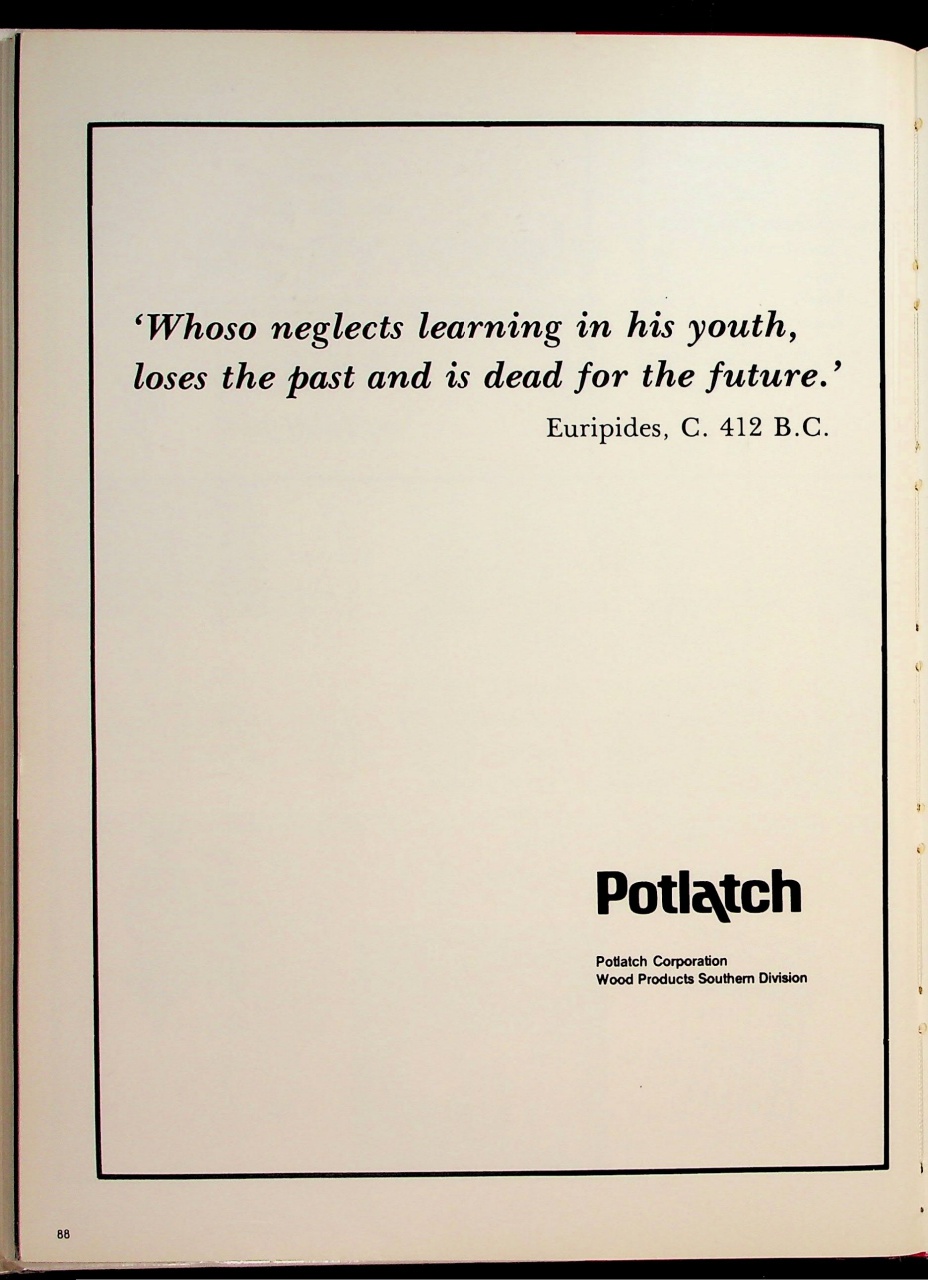 ‘Whoso neglects learning in his youth,
loses the past and is dead for the future.’
Euripides, C. 412 B.C.
Potlatch
Potlatch Corporation
Wood Products Southern Division
88